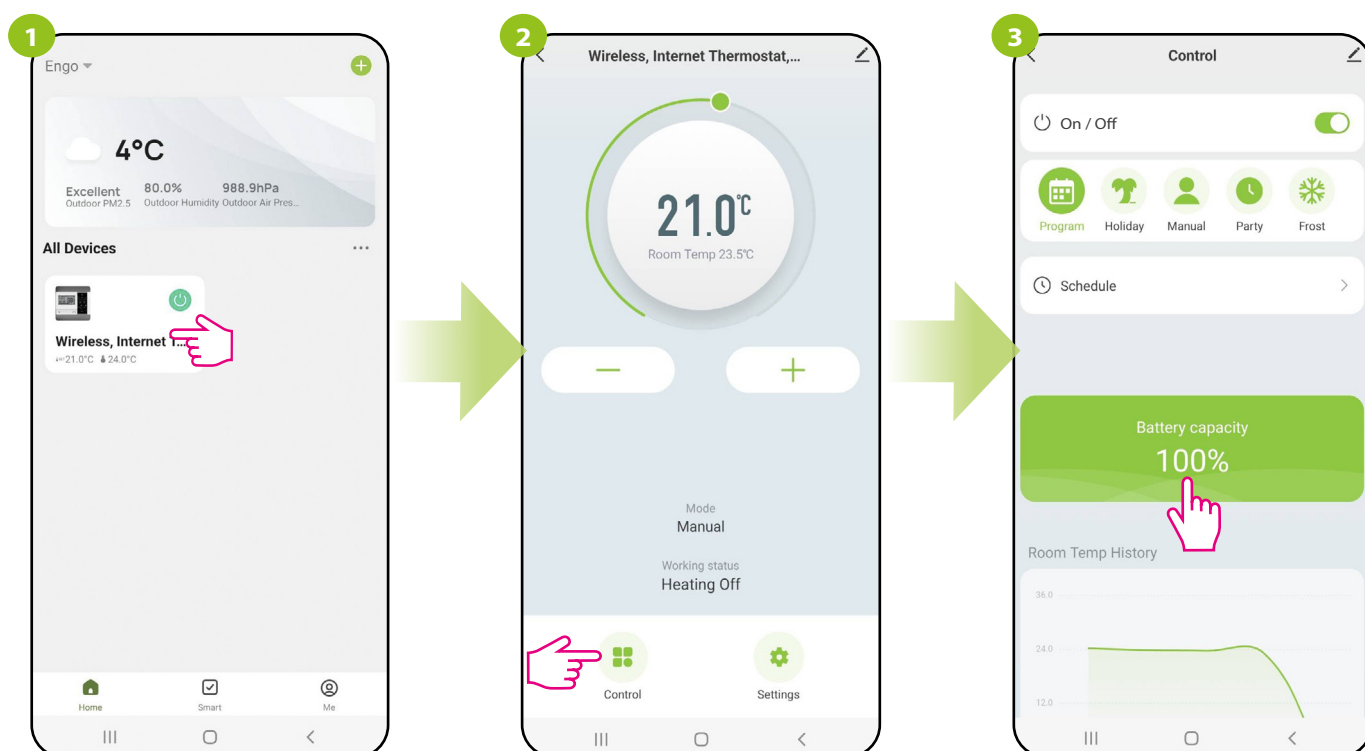 1
Engo
4°C
Excellent 80.0% 988.9hPa
Outdoor PM2.5 Outdoor Humidity Outdoor Air Pres...
All Devices
Wireless, Internet T...
21.0°C 24.0°C
Home Smart Me
2
Wireless, Internet Thermostat,...
21.0°C
Room Temp 23.5°C
Mode
Manual
Working status
Heating Off
Control Settings
3
Control
On / Off
Program Holiday Manual Party Frost
Schedule
Battery capacity
100%
Room Temp History
36.0
24.0
12.0